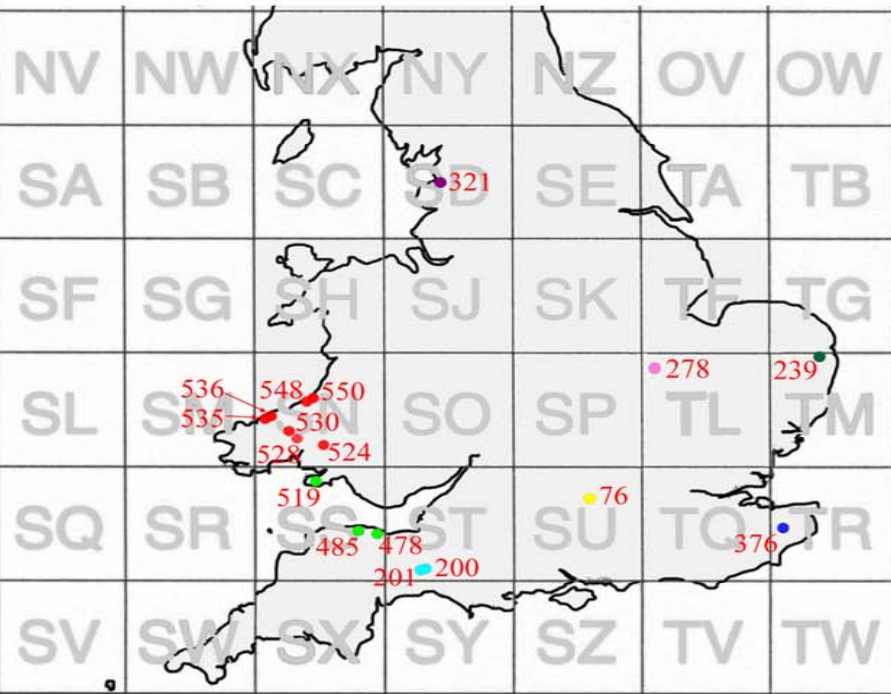 NV NW NX NY NZ OV OW
SA SB SC SD SE TA TB
321
SF SG SH SJ SK TF TG
278
239
536
548
550
SL SM SN SO SP TL TM
535
530
528
524
519
76
SQ SR SS ST SU TQ TR
485
478
376
201
200
SV SW SX SY SZ TV TW